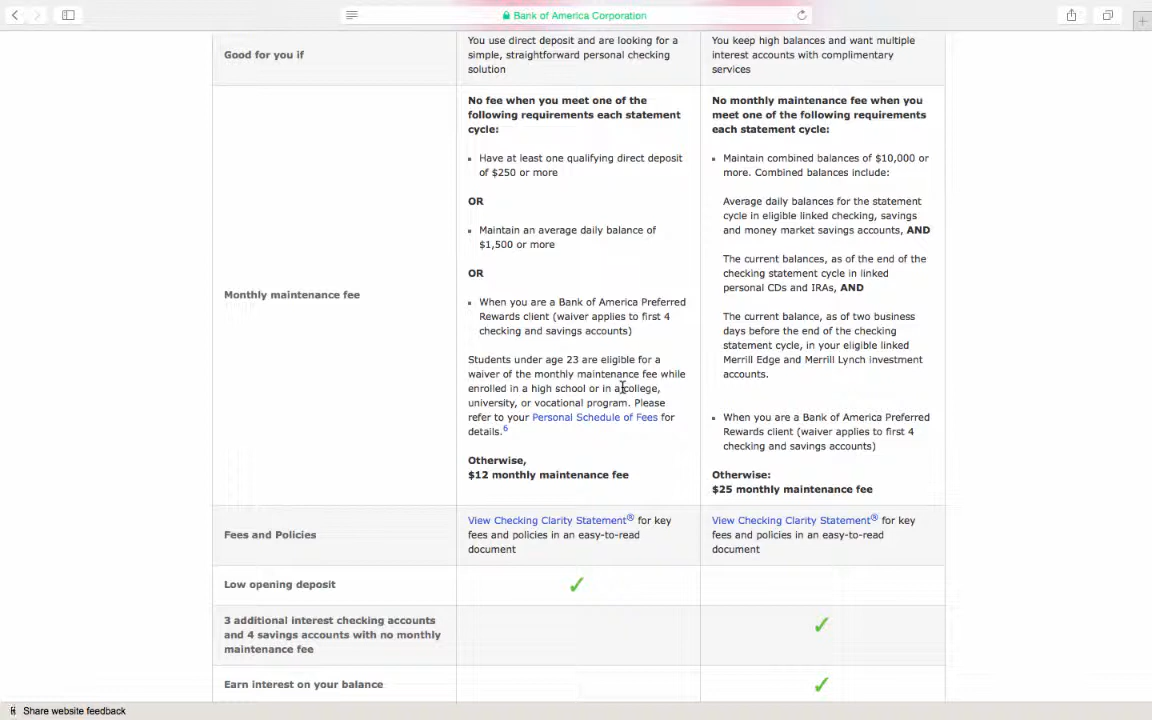 Bank of America Corporation
Good for you if
You use direct deposit and are looking for a
simple, straightforward personal checking
solution
You keep high balances and want multiple
interest accounts with complimentary
services
Monthly maintenance fee
No fee when you meet one of the
following requirements each statement
cycle:
▪ Have at least one qualifying direct deposit
of $250 or more
OR
▪ Maintain an average daily balance of
$1,500 or more
OR
▪ When you are a Bank of America Preferred
Rewards client (waiver applies to first 4
checking and savings accounts)
Students under age 23 are eligible for a
waiver of the monthly maintenance fee while
enrolled in a high school or in a college,
university, or vocational program. Please
refer to your Personal Schedule of Fees for
details.6
Otherwise,
$12 monthly maintenance fee
No monthly maintenance fee when you
meet one of the following requirements
each statement cycle:
▪ Maintain combined balances of $10,000 or
more. Combined balances include:
Average daily balances for the statement
cycle in eligible linked checking, savings
and money market savings accounts, AND
The current balances, as of the end of the
checking statement cycle in linked
personal CDs and IRAs, AND
The current balance, as of two business
days before the end of the checking
statement cycle, in your eligible linked
Merrill Edge and Merrill Lynch investment
accounts.
▪ When you are a Bank of America Preferred
Rewards client (waiver applies to first 4
checking and savings accounts)
Otherwise:
$25 monthly maintenance fee
Fees and Policies
View Checking Clarity Statement® for key
fees and policies in an easy-to-read
document
View Checking Clarity Statement® for key
fees and policies in an easy-to-read
document
Low opening deposit
✓
3 additional interest checking accounts
and 4 savings accounts with no monthly
maintenance fee
✓
Earn interest on your balance
✓
Share website feedback